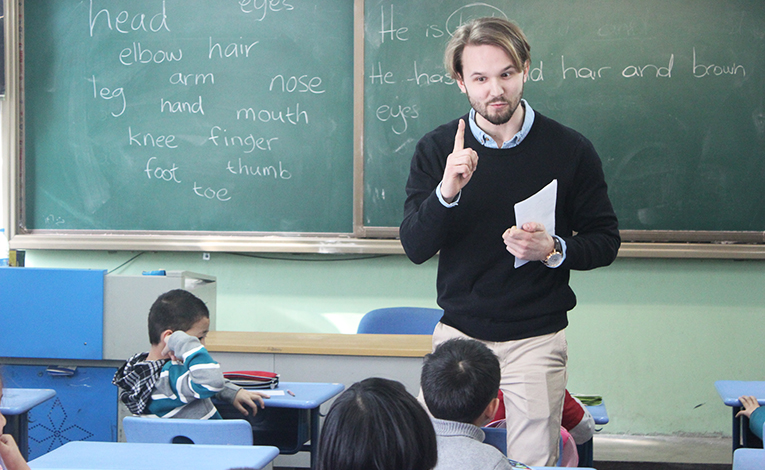 eyes
head
elbow hair
arm
leg nose
hand mouth
knee finger
foot thumb
toe
He is
He has and hair and brown
eyes